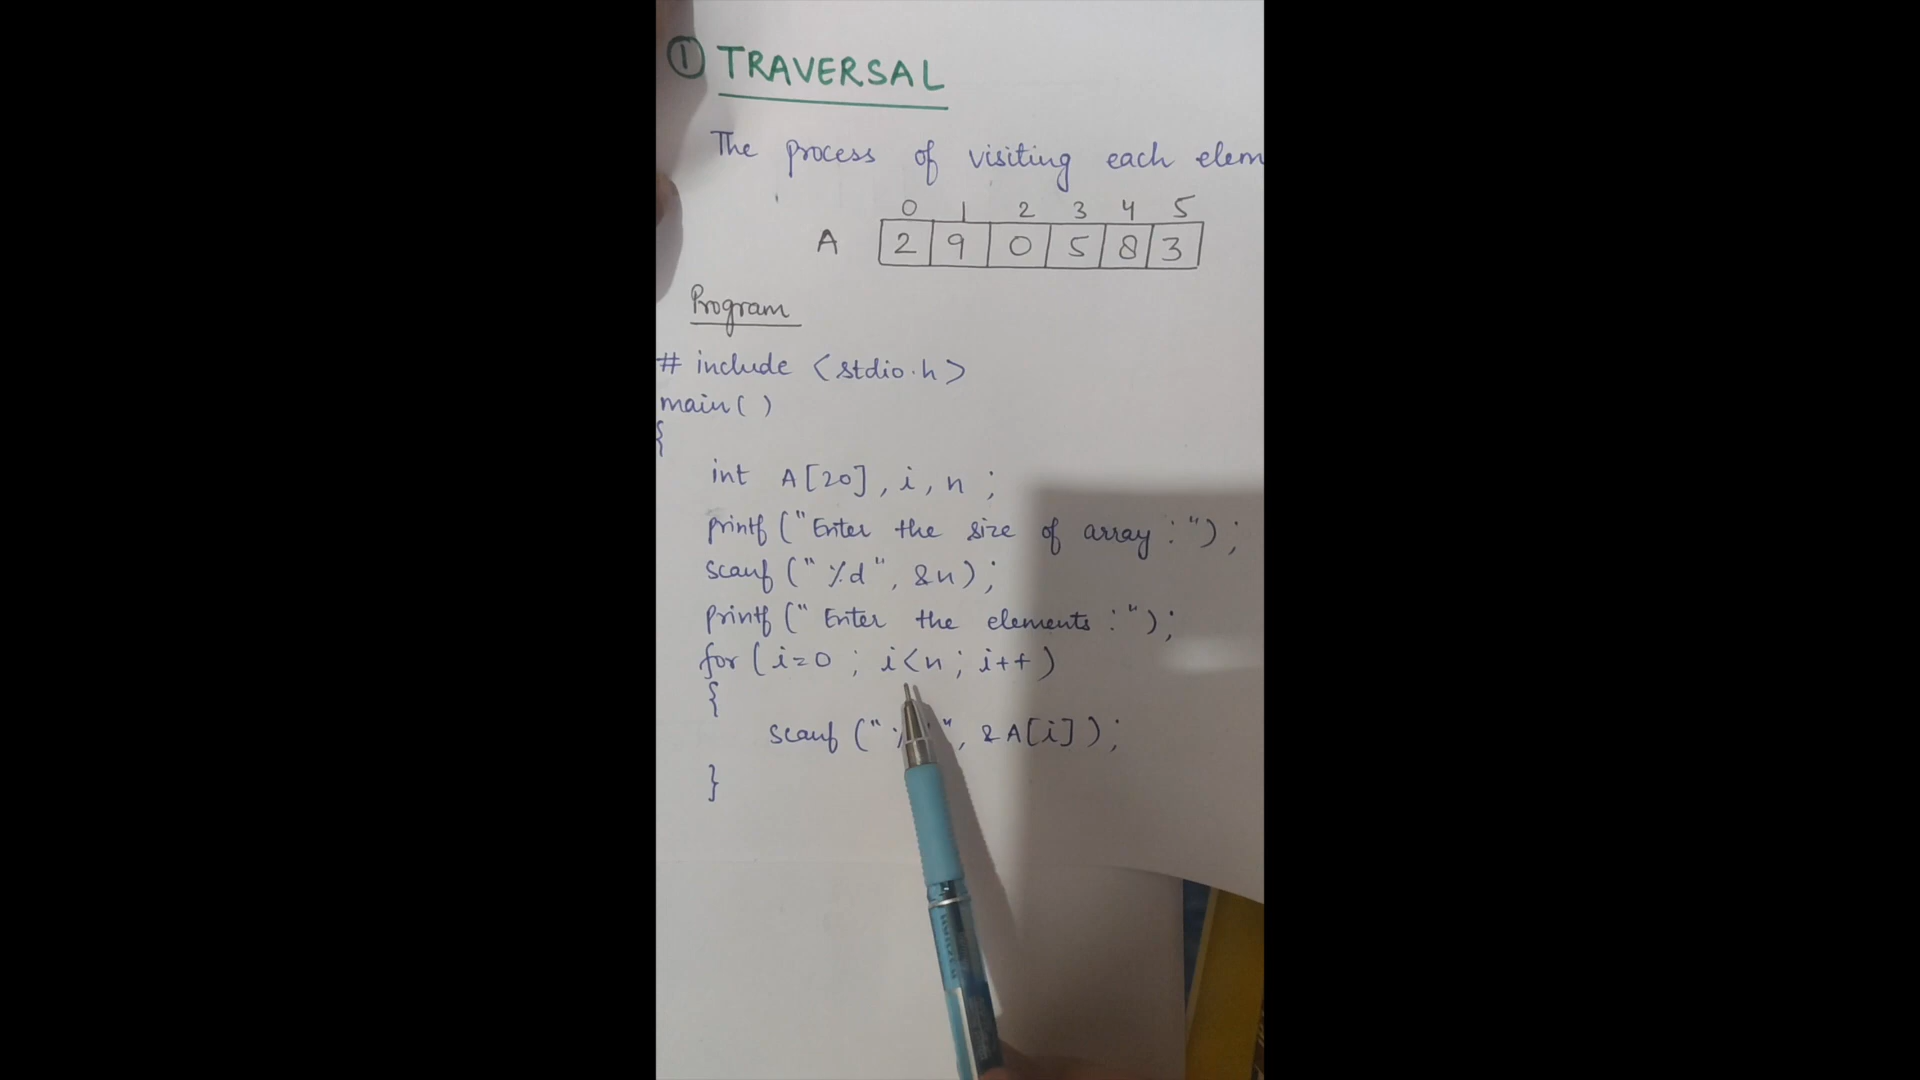 ① TRAVERSAL
The process of visiting each elem
0 1 2 3 4 5
A 2 9 0 5 8 3
Program
# include <stdio.h>
main( )
{
int A[20], i, n ;
printf ("Enter the size of array : ");
scanf (" %d ", &n);
printf (" Enter the elements : ");
for ( i=0 ; i<n ; i++ )
{
scanf (" % ", &A[i] );
}